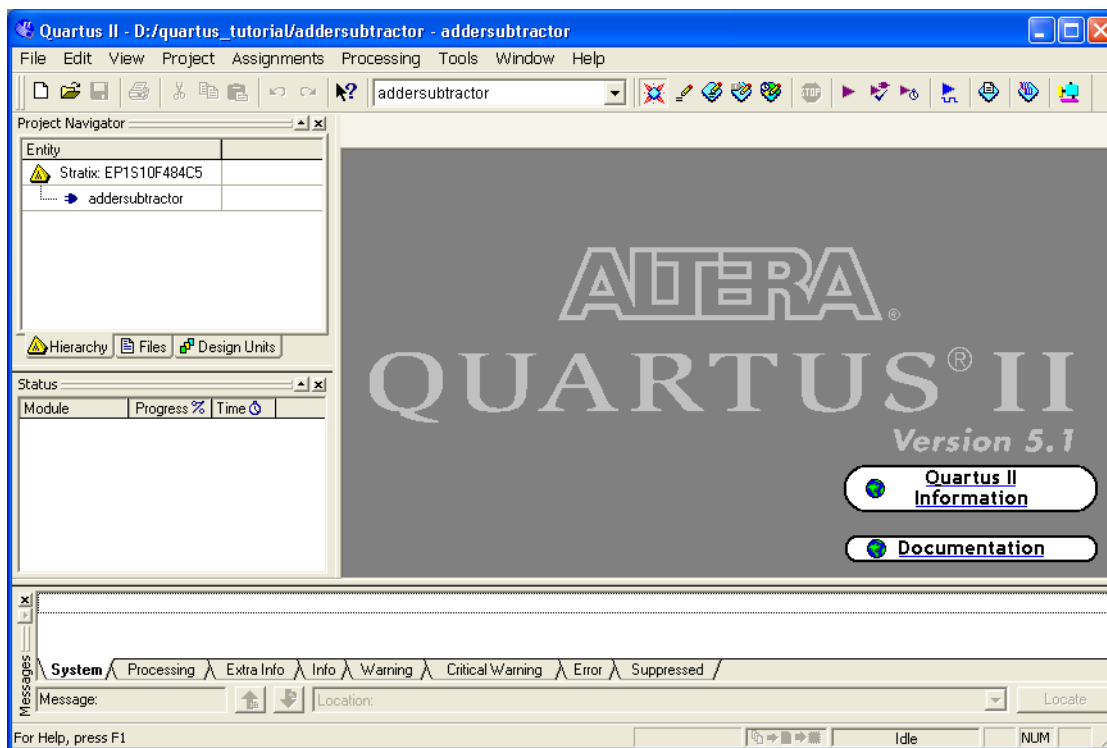 Quartus II - D:/quartus_tutorial/addersubtractor - addersubtractor
File Edit View Project Assignments Processing Tools Window Help
addersubtractor
STOP
Project Navigator
Entity
Stratix: EP1S10F484C5
addersubtractor
Hierarchy Files Design Units
Status
Module Progress % Time
ALTERA®
QUARTUS® II
Version 5.1
Quartus II
Information
Documentation
Messages
System Processing Extra Info Info Warning Critical Warning Error Suppressed
Message: Location: Locate
For Help, press F1 Idle NUM